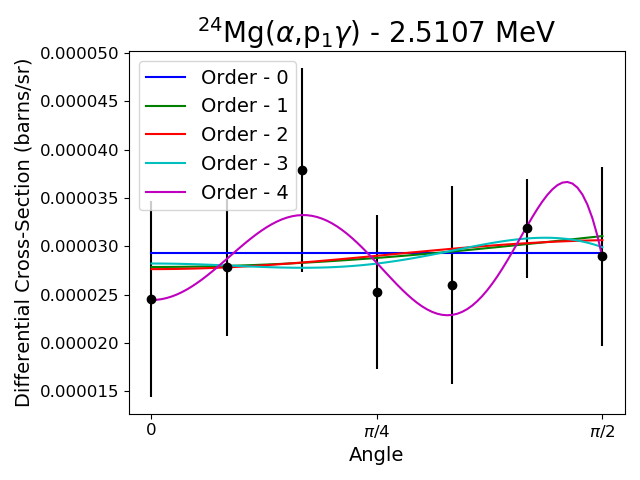 ²⁴Mg(α,p₁γ) - 2.5107 MeV
Differential Cross-Section (barns/sr)
0.000050
0.000045
0.000040
0.000035
0.000030
0.000025
0.000020
0.000015
Order - 0
Order - 1
Order - 2
Order - 3
Order - 4
0
π/4
π/2
Angle